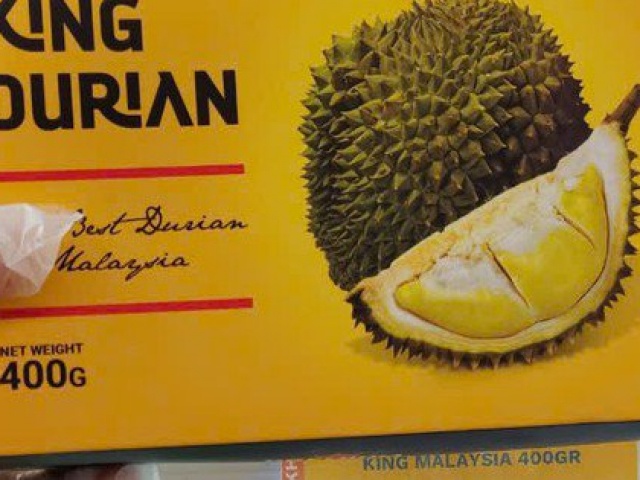 KING
DURIAN
Best Durian
Malaysia
NET WEIGHT
400G
KING MALAYSIA 400GR